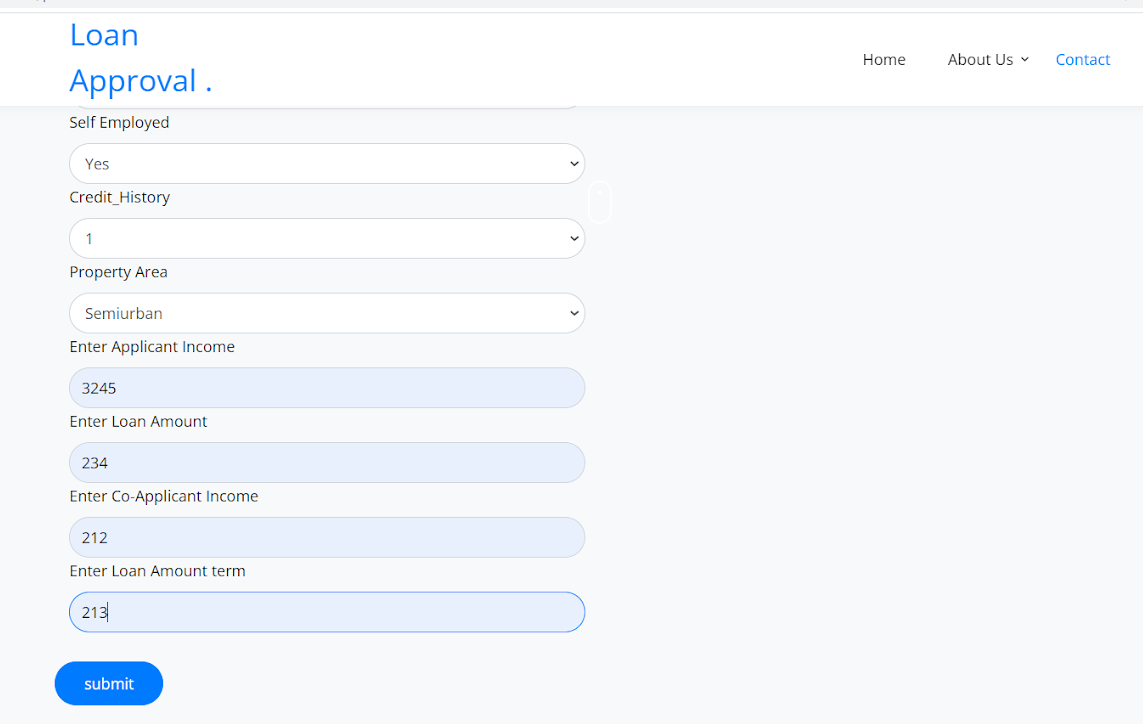 Loan
Approval .
Home
About Us
Contact
Self Employed
Yes
Credit_History
1
Property Area
Semiurban
Enter Applicant Income
3245
Enter Loan Amount
234
Enter Co-Applicant Income
212
Enter Loan Amount term
213
submit